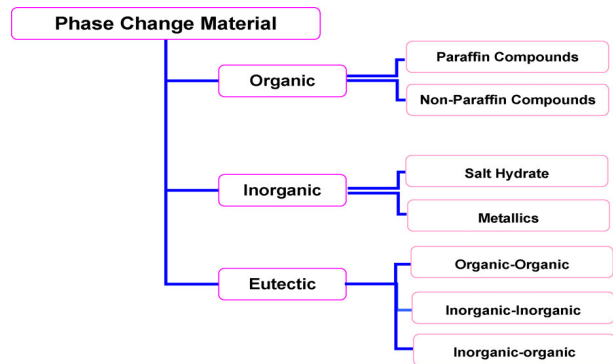 Phase Change Material
Organic
Paraffin Compounds
Non-Paraffin Compounds
Inorganic
Salt Hydrate
Metallics
Eutectic
Organic-Organic
Inorganic-Inorganic
Inorganic-organic